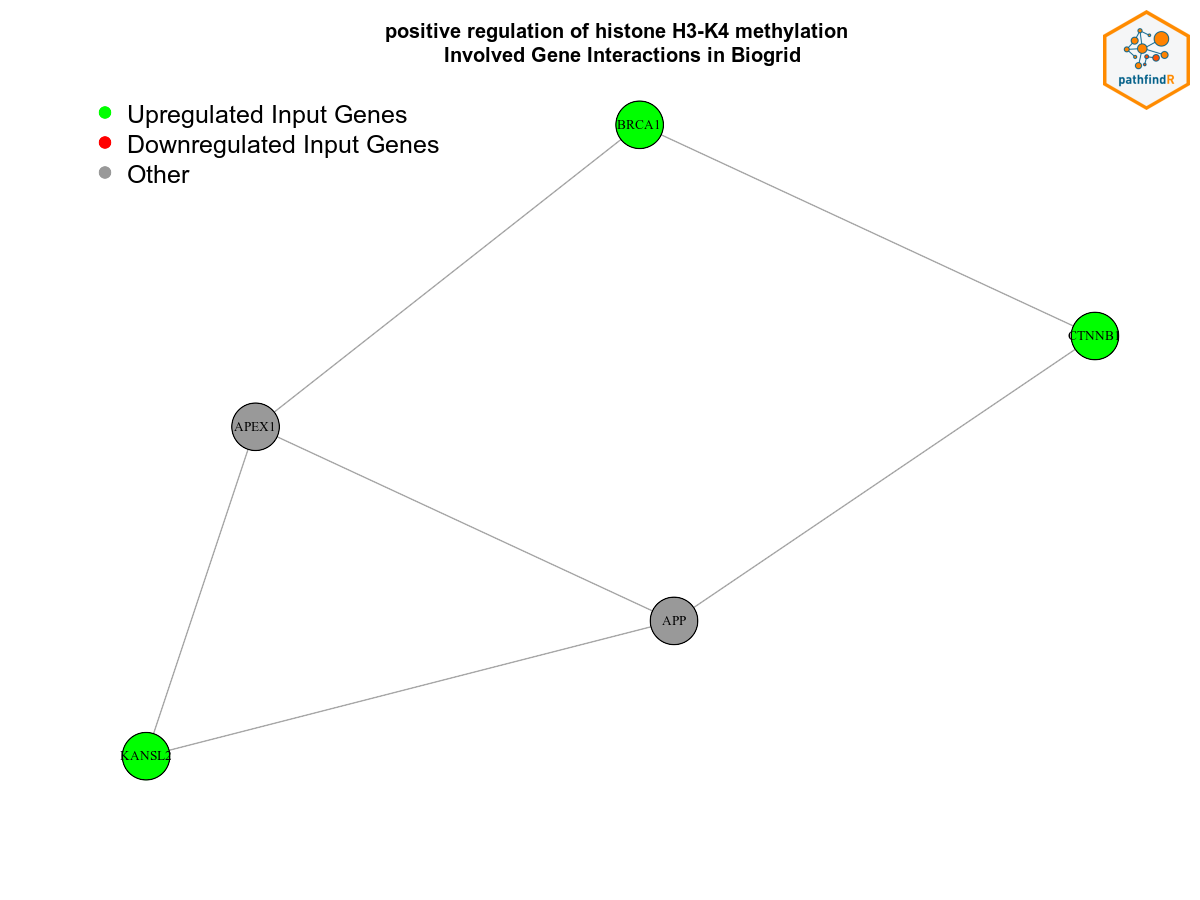 positive regulation of histone H3-K4 methylation
Involved Gene Interactions in Biogrid
pathfindR
Upregulated Input Genes
Downregulated Input Genes
Other
BRCA1
CTNNB1
APEX1
APP
KANSL2